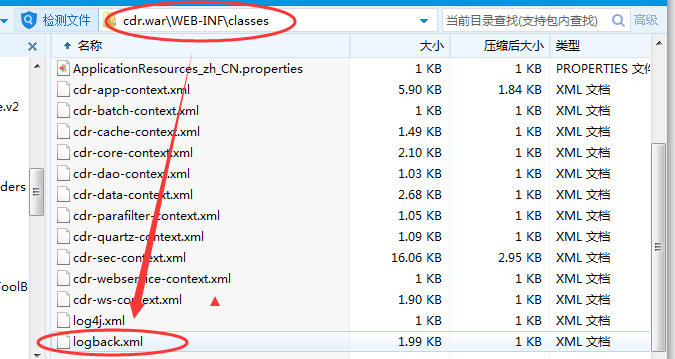 检测文件 cdr.war\WEB-INF\classes 当前目录查找(支持包内查找) 高级
名称 大小 压缩后大小 类型
ApplicationResources_zh_CN.properties 1 KB 1 KB PROPERTIES 文
cdr-app-context.xml 5.90 KB 1.84 KB XML 文档
e.v2 cdr-batch-context.xml 1 KB 1 KB XML 文档
cdr-cache-context.xml 1.49 KB 1 KB XML 文档
cdr-core-context.xml 2.10 KB 1 KB XML 文档
cdr-dao-context.xml 1.03 KB 1 KB XML 文档
ders cdr-data-context.xml 2.68 KB 1 KB XML 文档
cdr-parafilter-context.xml 1.05 KB 1 KB XML 文档
cdr-quartz-context.xml 1.09 KB 1 KB XML 文档
cdr-sec-context.xml 16.06 KB 2.95 KB XML 文档
cdr-webservice-context.xml 1 KB 1 KB XML 文档
ToolB cdr-ws-context.xml 1.90 KB 1 KB XML 文档
log4j.xml 1 KB 1 KB XML 文档
logback.xml 1.99 KB 1 KB XML 文档